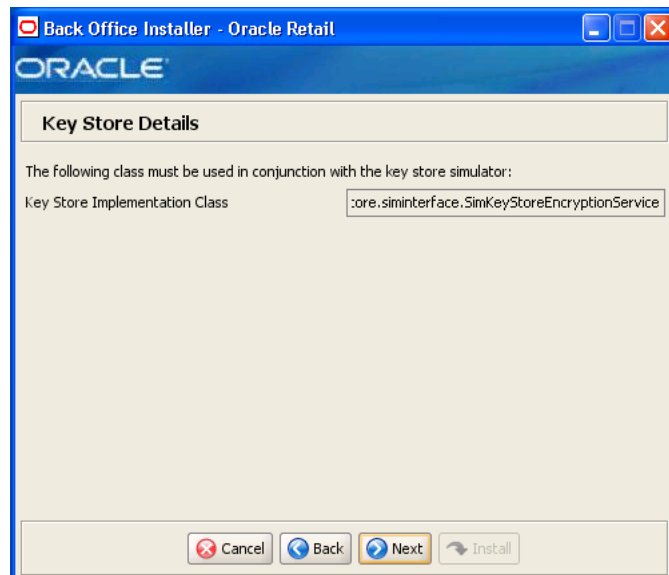 Back Office Installer - Oracle Retail
ORACLE
Key Store Details
The following class must be used in conjunction with the key store simulator:
Key Store Implementation Class :ore.siminterface.SimKeyStoreEncryptionService
Cancel Back Next Install